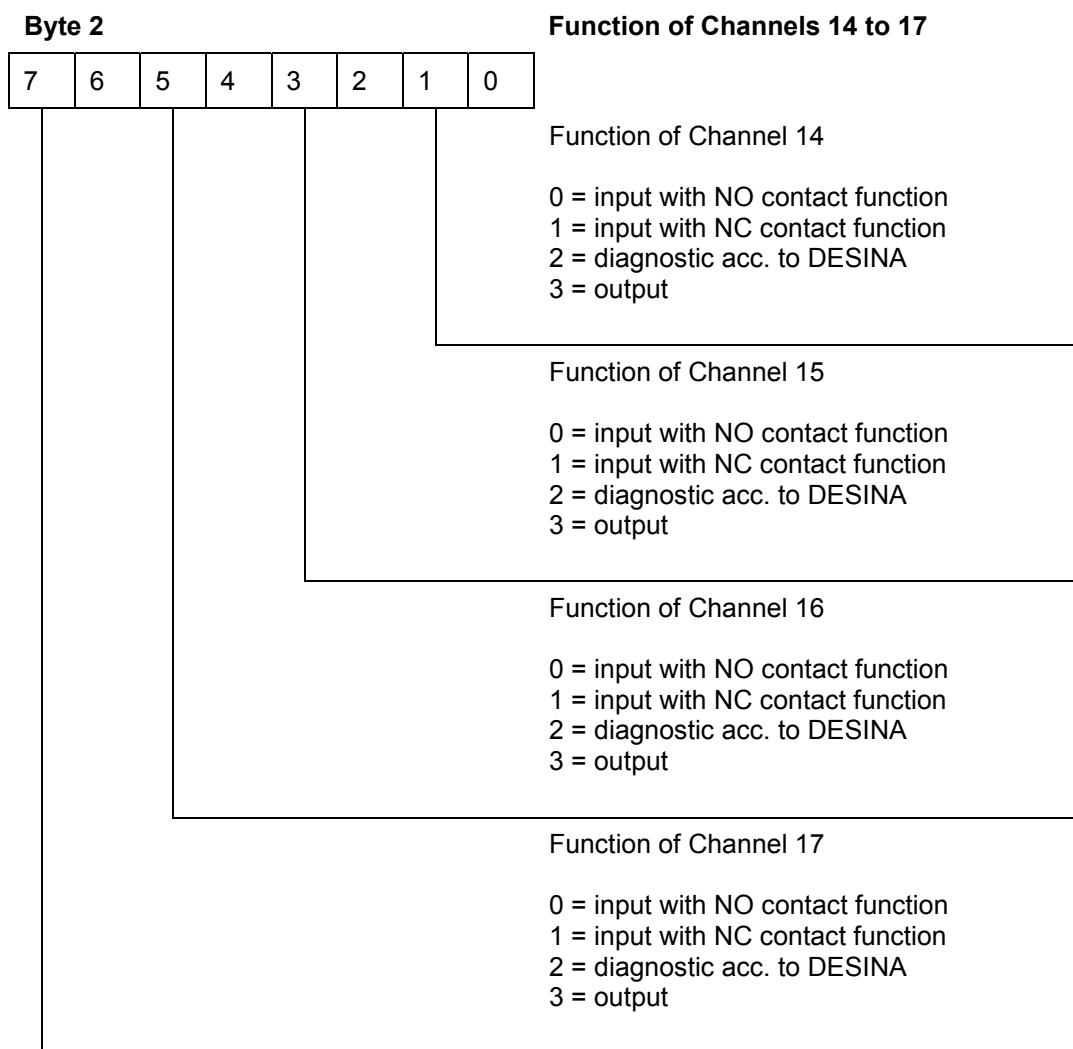 Byte 2 Function of Channels 14 to 17
7 6 5 4 3 2 1 0
Function of Channel 14
0 = input with NO contact function
1 = input with NC contact function
2 = diagnostic acc. to DESINA
3 = output
Function of Channel 15
0 = input with NO contact function
1 = input with NC contact function
2 = diagnostic acc. to DESINA
3 = output
Function of Channel 16
0 = input with NO contact function
1 = input with NC contact function
2 = diagnostic acc. to DESINA
3 = output
Function of Channel 17
0 = input with NO contact function
1 = input with NC contact function
2 = diagnostic acc. to DESINA
3 = output